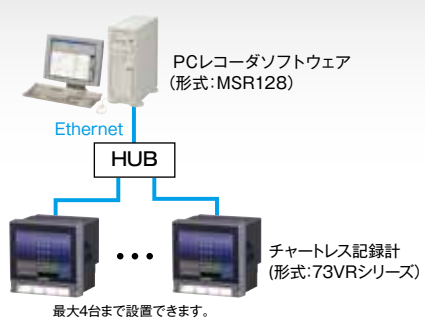 PCレコーダソフトウェア
(形式:MSR128)
Ethernet
HUB
チャートレス記録計
(形式:73VRシリーズ)
最大4台まで設置できます。